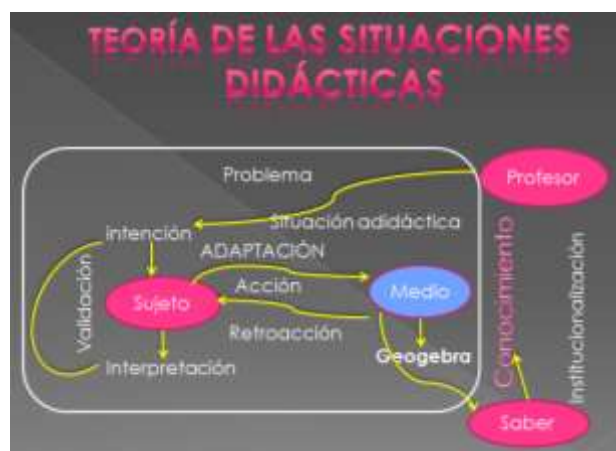 TEORÍA DE LAS SITUACIONES
DIDÁCTICAS
Problema
Profesor
Situación adidáctica
intención
ADAPTACIÓN
Validación
Sujeto
Acción
Medio
Retroacción
Geogebra
Interpretación
Conocimiento
Institucionalización
Saber